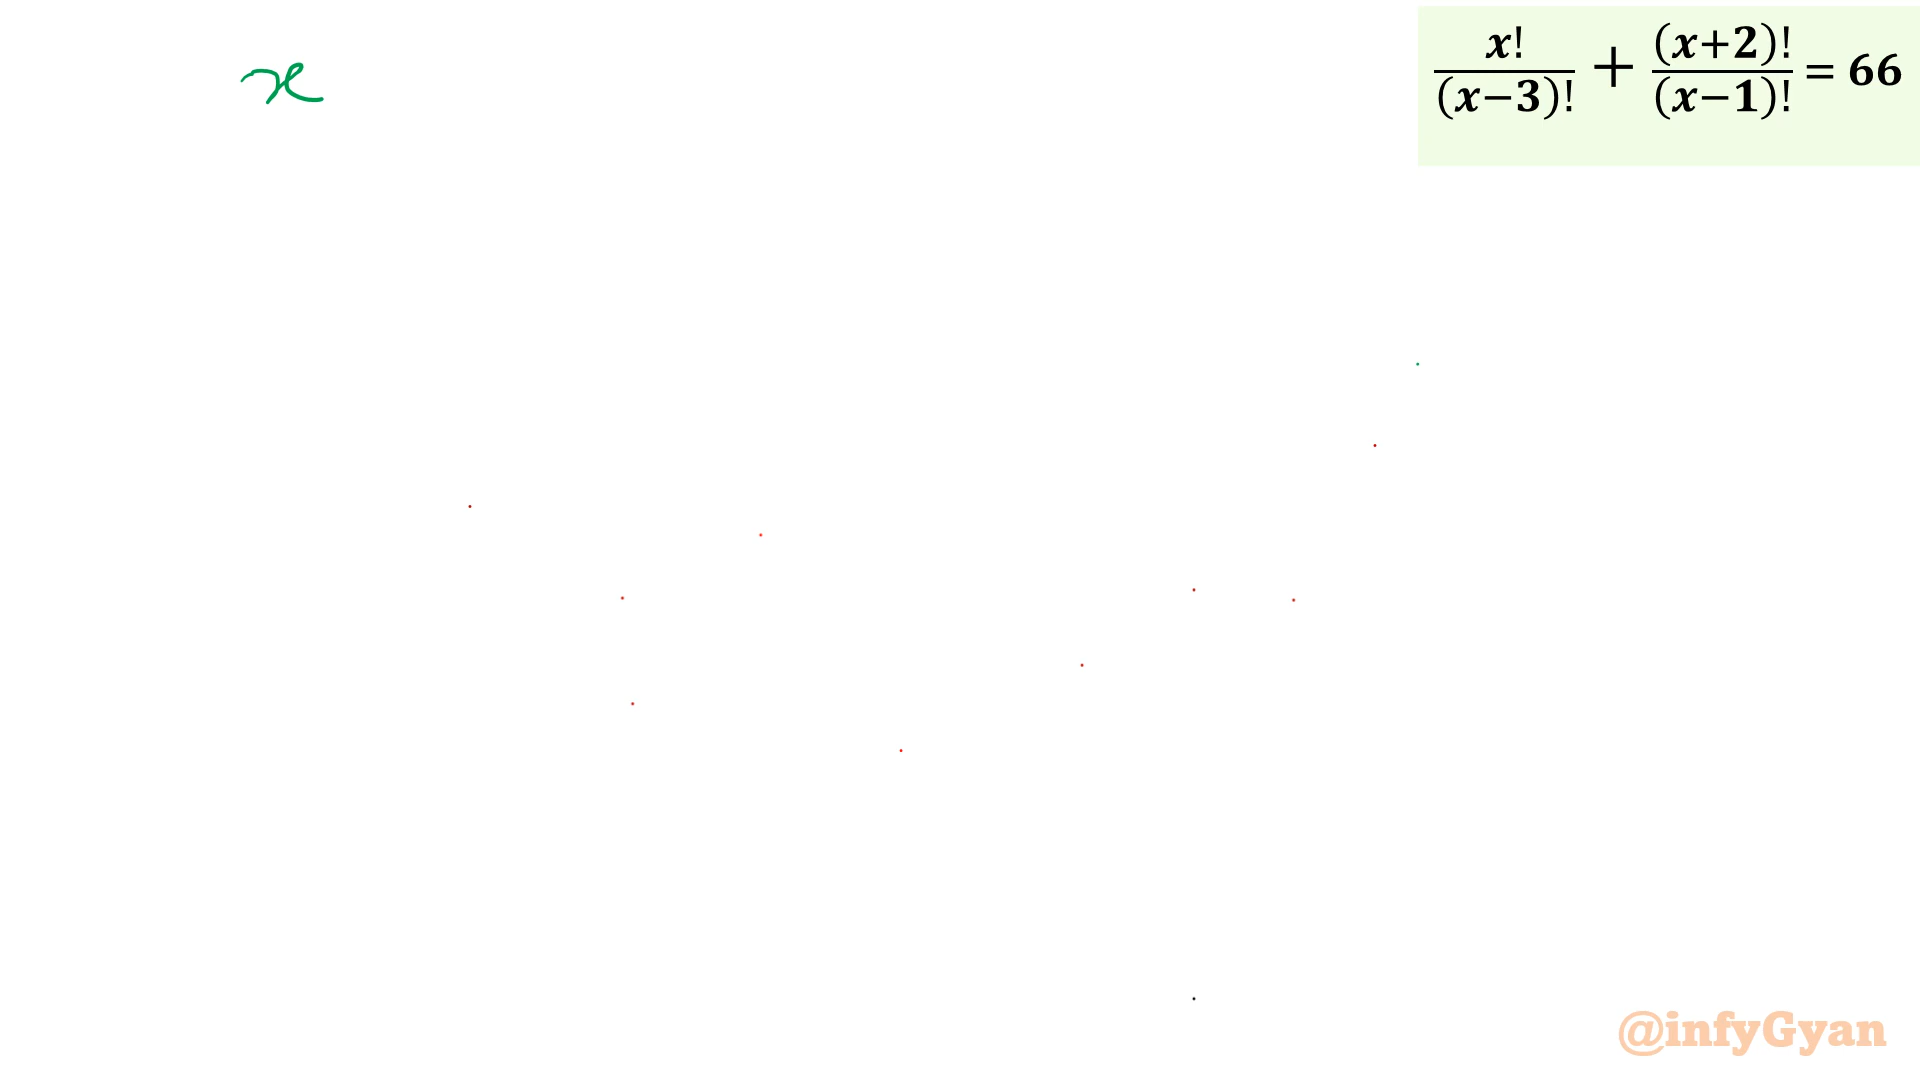 x
x!/(x−3)! + (x+2)!/(x−1)! = 66
@infyGyan